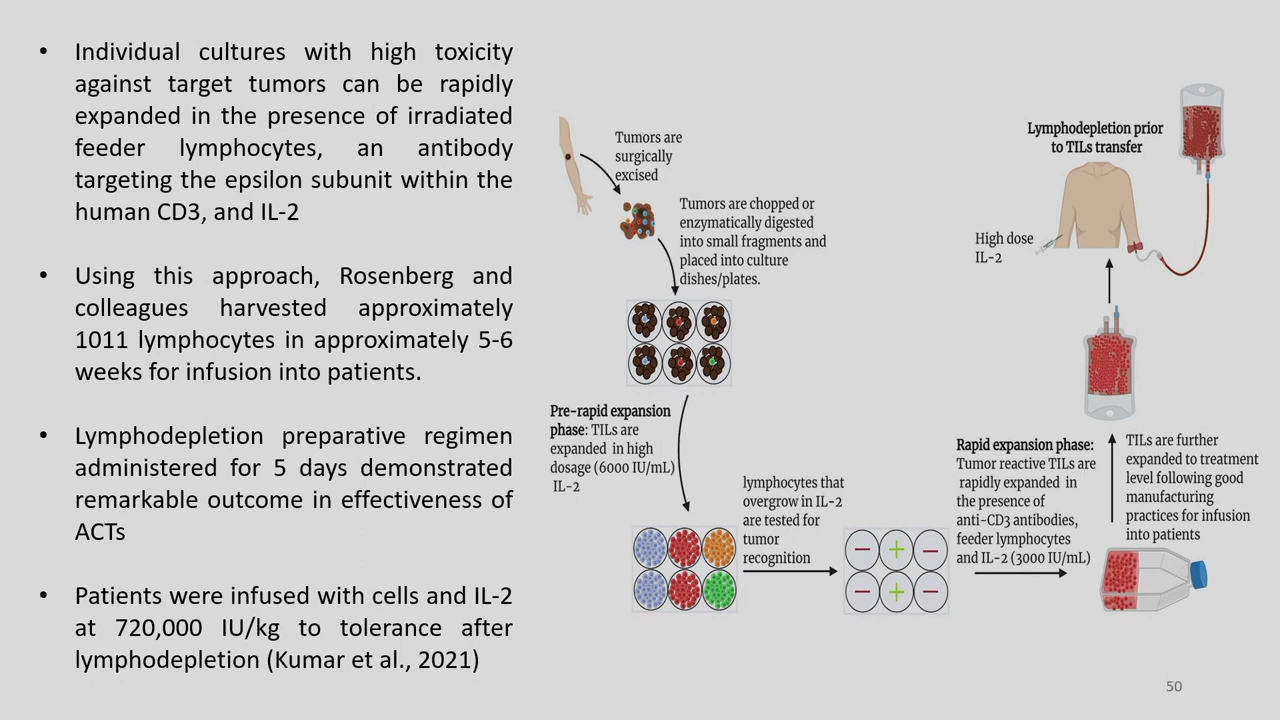 • Individual cultures with high toxicity
against target tumors can be rapidly
expanded in the presence of irradiated
feeder lymphocytes, an antibody
targeting the epsilon subunit within the
human CD3, and IL-2
• Using this approach, Rosenberg and
colleagues harvested approximately
1011 lymphocytes in approximately 5-6
weeks for infusion into patients.
• Lymphodepletion preparative regimen
administered for 5 days demonstrated
remarkable outcome in effectiveness of
ACTs
• Patients were infused with cells and IL-2
at 720,000 IU/kg to tolerance after
lymphodepletion (Kumar et al., 2021)
Tumors are
surgically
excised
Tumors are chopped or
enzymatically digested
into small fragments and
placed into culture
dishes/plates.
Pre-rapid expansion
phase: TILs are
expanded in high
dosage (6000 IU/mL)
IL-2
lymphocytes that
overgrow in IL-2
are tested for
tumor
recognition
− + −
− + −
Rapid expansion phase:
Tumor reactive TILs are
rapidly expanded in
the presence of
anti-CD3 antibodies,
feeder lymphocytes
and IL-2 (3000 IU/mL)
TILs are further
expanded to treatment
level following good
manufacturing
practices for infusion
into patients
Lymphodepletion prior
to TILs transfer
High dose
IL-2
50